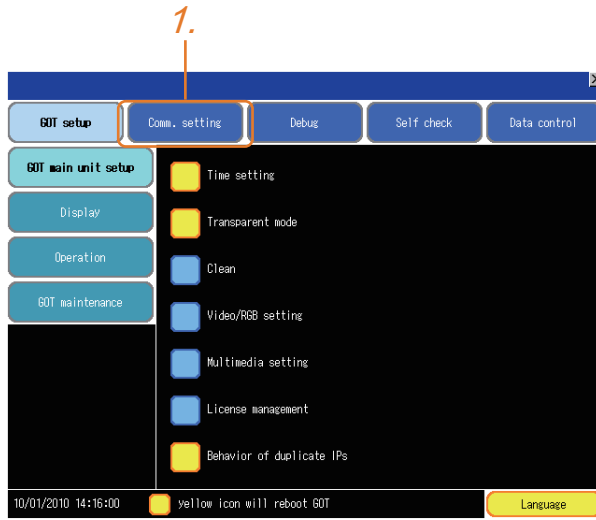 1.
GOT setup
Comm. setting
Debug
Self check
Data control
GOT main unit setup
Display
Operation
GOT maintenance
Time setting
Transparent mode
Clean
Video/RGB setting
Multimedia setting
License management
Behavior of duplicate IPs
10/01/2010 14:16:00
yellow icon will reboot GOT
Language